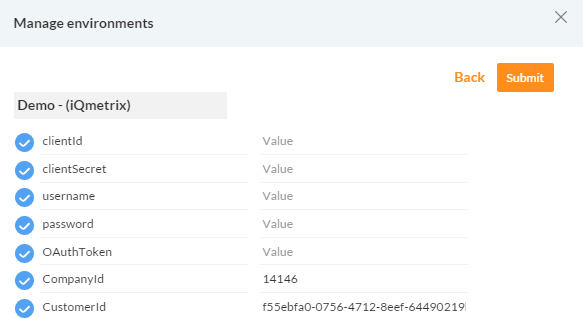 Manage environments
Back Submit
Demo - (iQmetrix)
clientId Value
clientSecret Value
username Value
password Value
OAuthToken Value
CompanyId 14146
CustomerId f55ebfa0-0756-4712-8eef-64490219